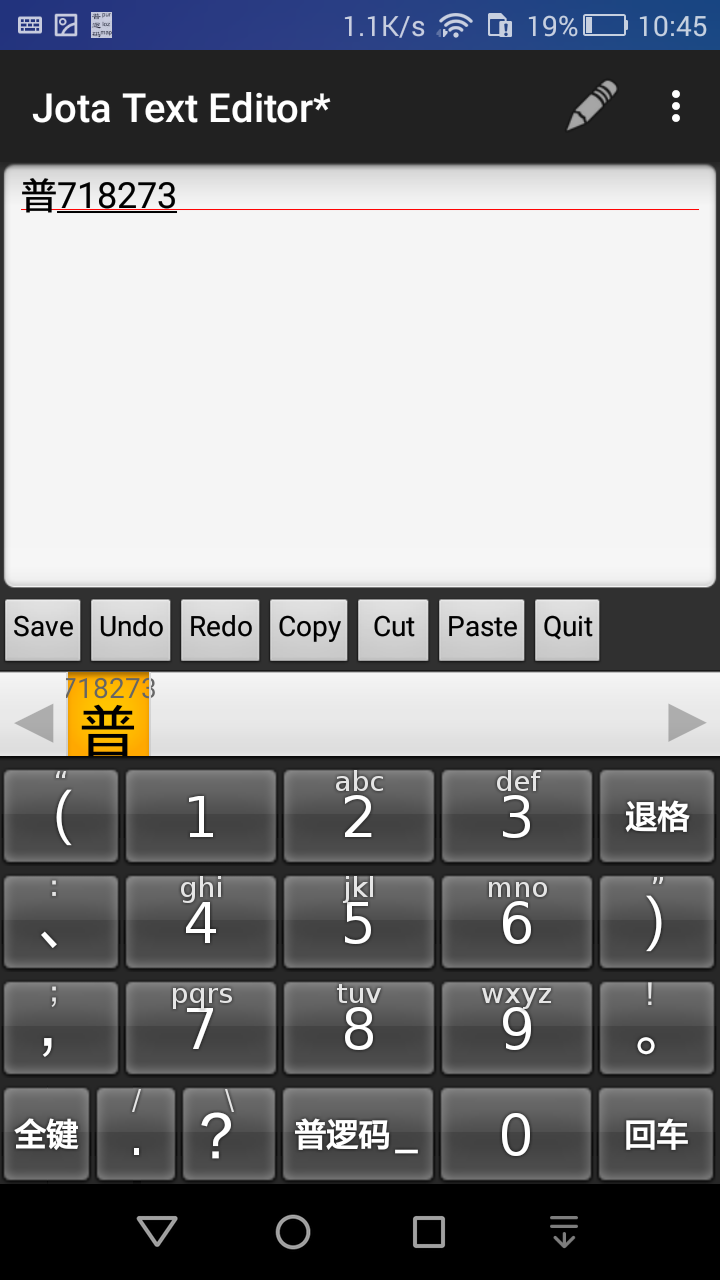 1.1K/s 19% 10:45
Jota Text Editor*
普718273
Save Undo Redo Copy Cut Paste Quit
718273
普
“ abc def
( 1 2 3 退格
: ghi jkl mno ”
、 4 5 6 )
; pqrs tuv wxyz !
， 7 8 9 。
/ \
全键 . ? 普逻码_ 0 回车